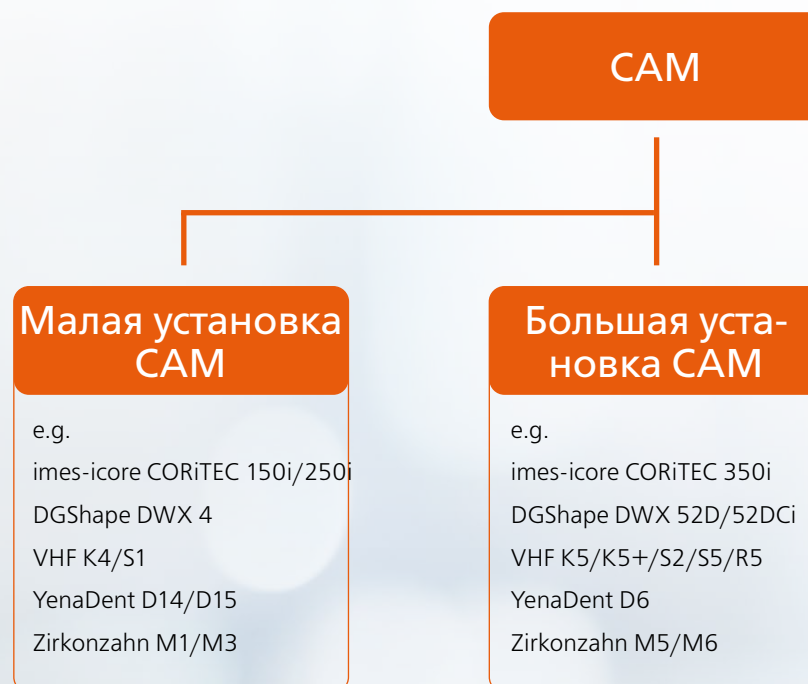 CAM
Малая установка
CAM
e.g.
imes-icore CORiTEC 150i/250i
DGShape DWX 4
VHF K4/S1
YenaDent D14/D15
Zirkonzahn M1/M3
Большая уста-
новка CAM
e.g.
imes-icore CORiTEC 350i
DGShape DWX 52D/52DCi
VHF K5/K5+/S2/S5/R5
YenaDent D6
Zirkonzahn M5/M6